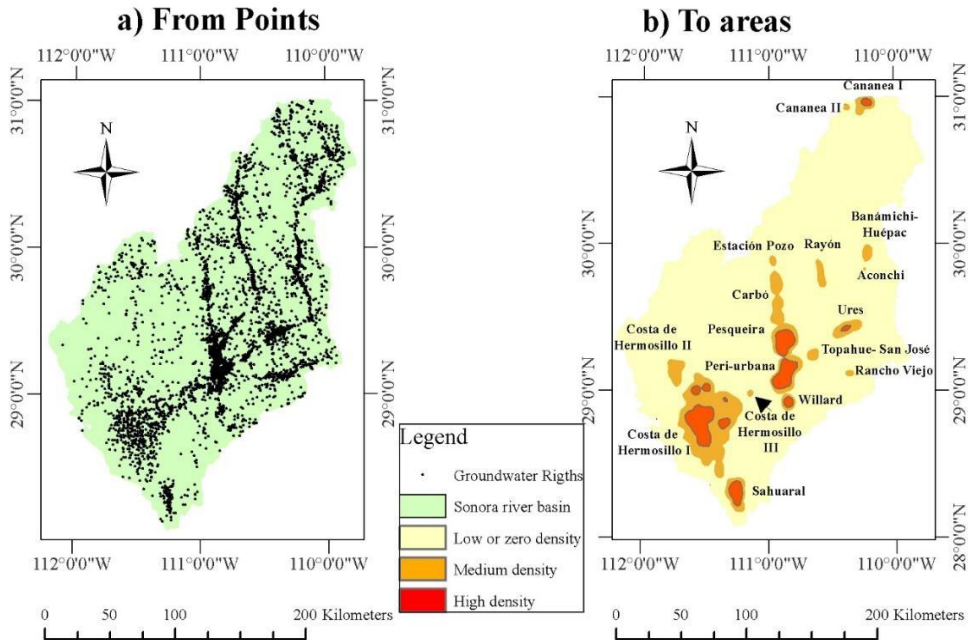 a) From Points
112°0'0"W 111°0'0"W 110°0'0"W
31°0'0"N
30°0'0"N
29°0'0"N
N
112°0'0"W 111°0'0"W 110°0'0"W
0 50 100 200 Kilometers
Legend
Groundwater Rigths
Sonora river basin
Low or zero density
Medium density
High density
b) To areas
112°0'0"W 111°0'0"W 110°0'0"W
31°0'0"N
30°0'0"N
29°0'0"N
28°0'0"N
N
Cananea I
Cananea II
Banámichi-
Huépac
Estación Pozo
Rayón
Aconchi
Carbó
Ures
Pesqueira
Costa de
Hermosillo II
Topahue- San José
Peri-urbana
Rancho Viejo
Willard
Costa de
Hermosillo
III
Costa de
Hermosillo I
Sahuaral
112°0'0"W 111°0'0"W 110°0'0"W
0 50 100 200 Kilometers